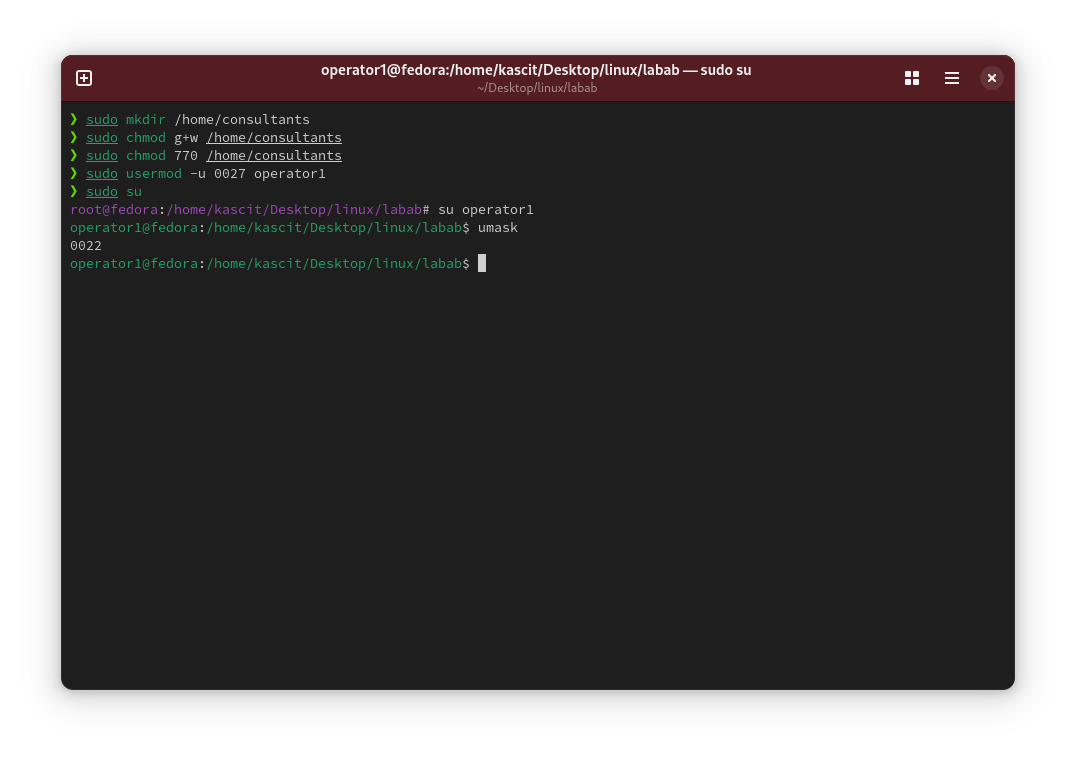 operator1@fedora:/home/kascit/Desktop/linux/labab — sudo su
~/Desktop/linux/labab
❯ sudo mkdir /home/consultants
❯ sudo chmod g+w /home/consultants
❯ sudo chmod 770 /home/consultants
❯ sudo usermod -u 0027 operator1
❯ sudo su
root@fedora:/home/kascit/Desktop/linux/labab# su operator1
operator1@fedora:/home/kascit/Desktop/linux/labab$ umask
0022
operator1@fedora:/home/kascit/Desktop/linux/labab$